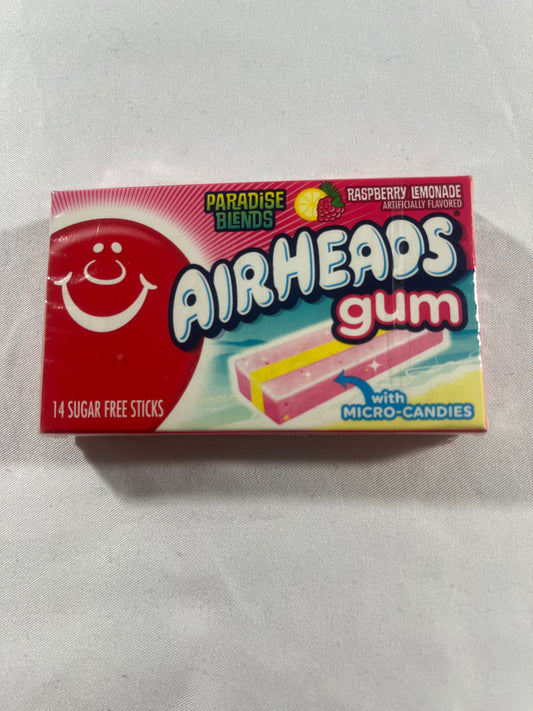 PARADISE
BLENDS
RASPBERRY LEMONADE
ARTIFICIALLY FLAVORED
AIRHEADS®
gum
with
MICRO-CANDIES
14 SUGAR FREE STICKS